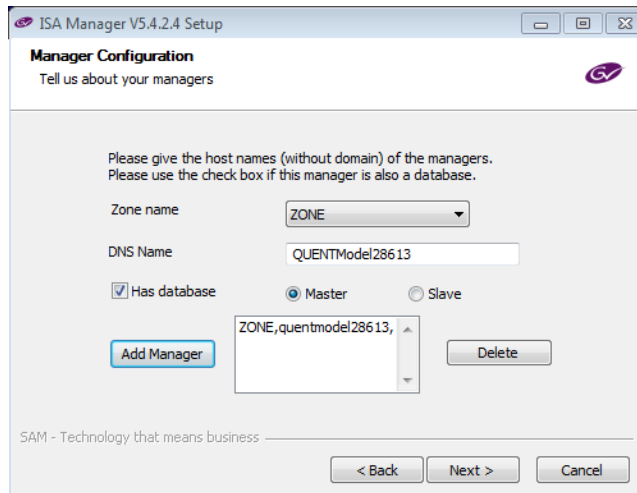 ISA Manager V5.4.2.4 Setup
Manager Configuration
Tell us about your managers
GV
Please give the host names (without domain) of the managers.
Please use the check box if this manager is also a database.
Zone name
ZONE
DNS Name
QUENTModel28613
Has database
Master
Slave
ZONE,quentmodel28613,
Add Manager
Delete
SAM - Technology that means business
< Back
Next >
Cancel